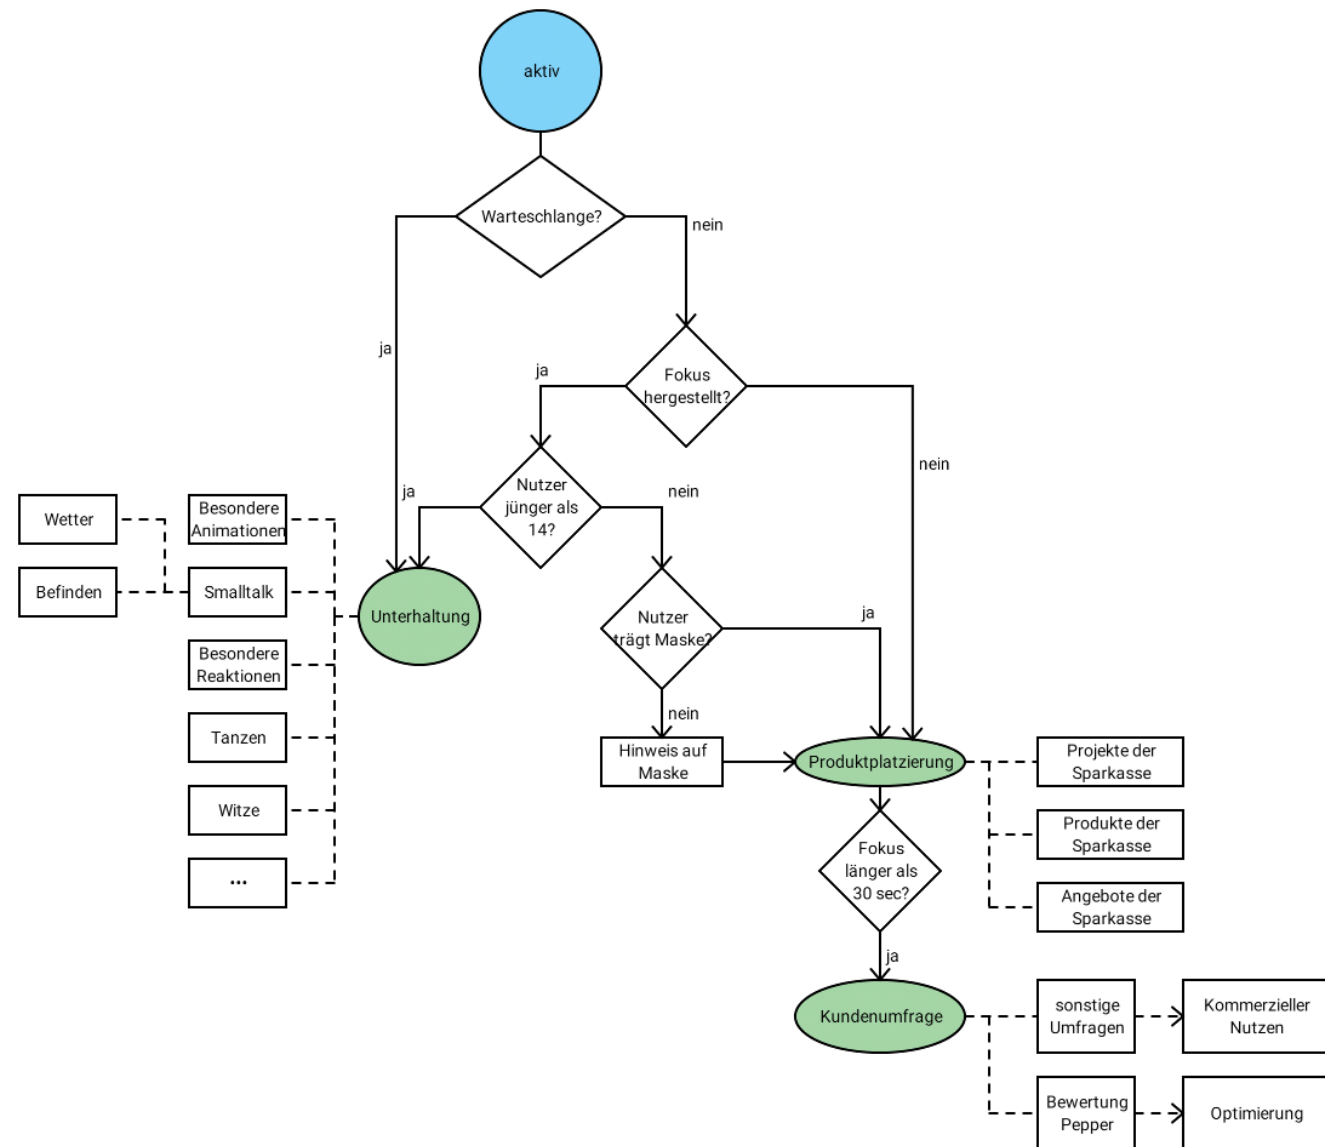 aktiv
Warteschlange?
nein
ja
Fokus
hergestellt?
ja
nein
Nutzer
jünger als
14?
ja
nein
Wetter
Besondere
Animationen
Befinden
Smalltalk
Unterhaltung
Nutzer
trägt Maske?
ja
Besondere
Reaktionen
nein
Tanzen
Hinweis auf
Maske
Produktplatzierung
Projekte der
Sparkasse
Witze
Produkte der
Sparkasse
Fokus
länger als
30 sec?
...
Angebote der
Sparkasse
ja
Kundenumfrage
sonstige
Umfragen
Kommerzieller
Nutzen
Bewertung
Pepper
Optimierung